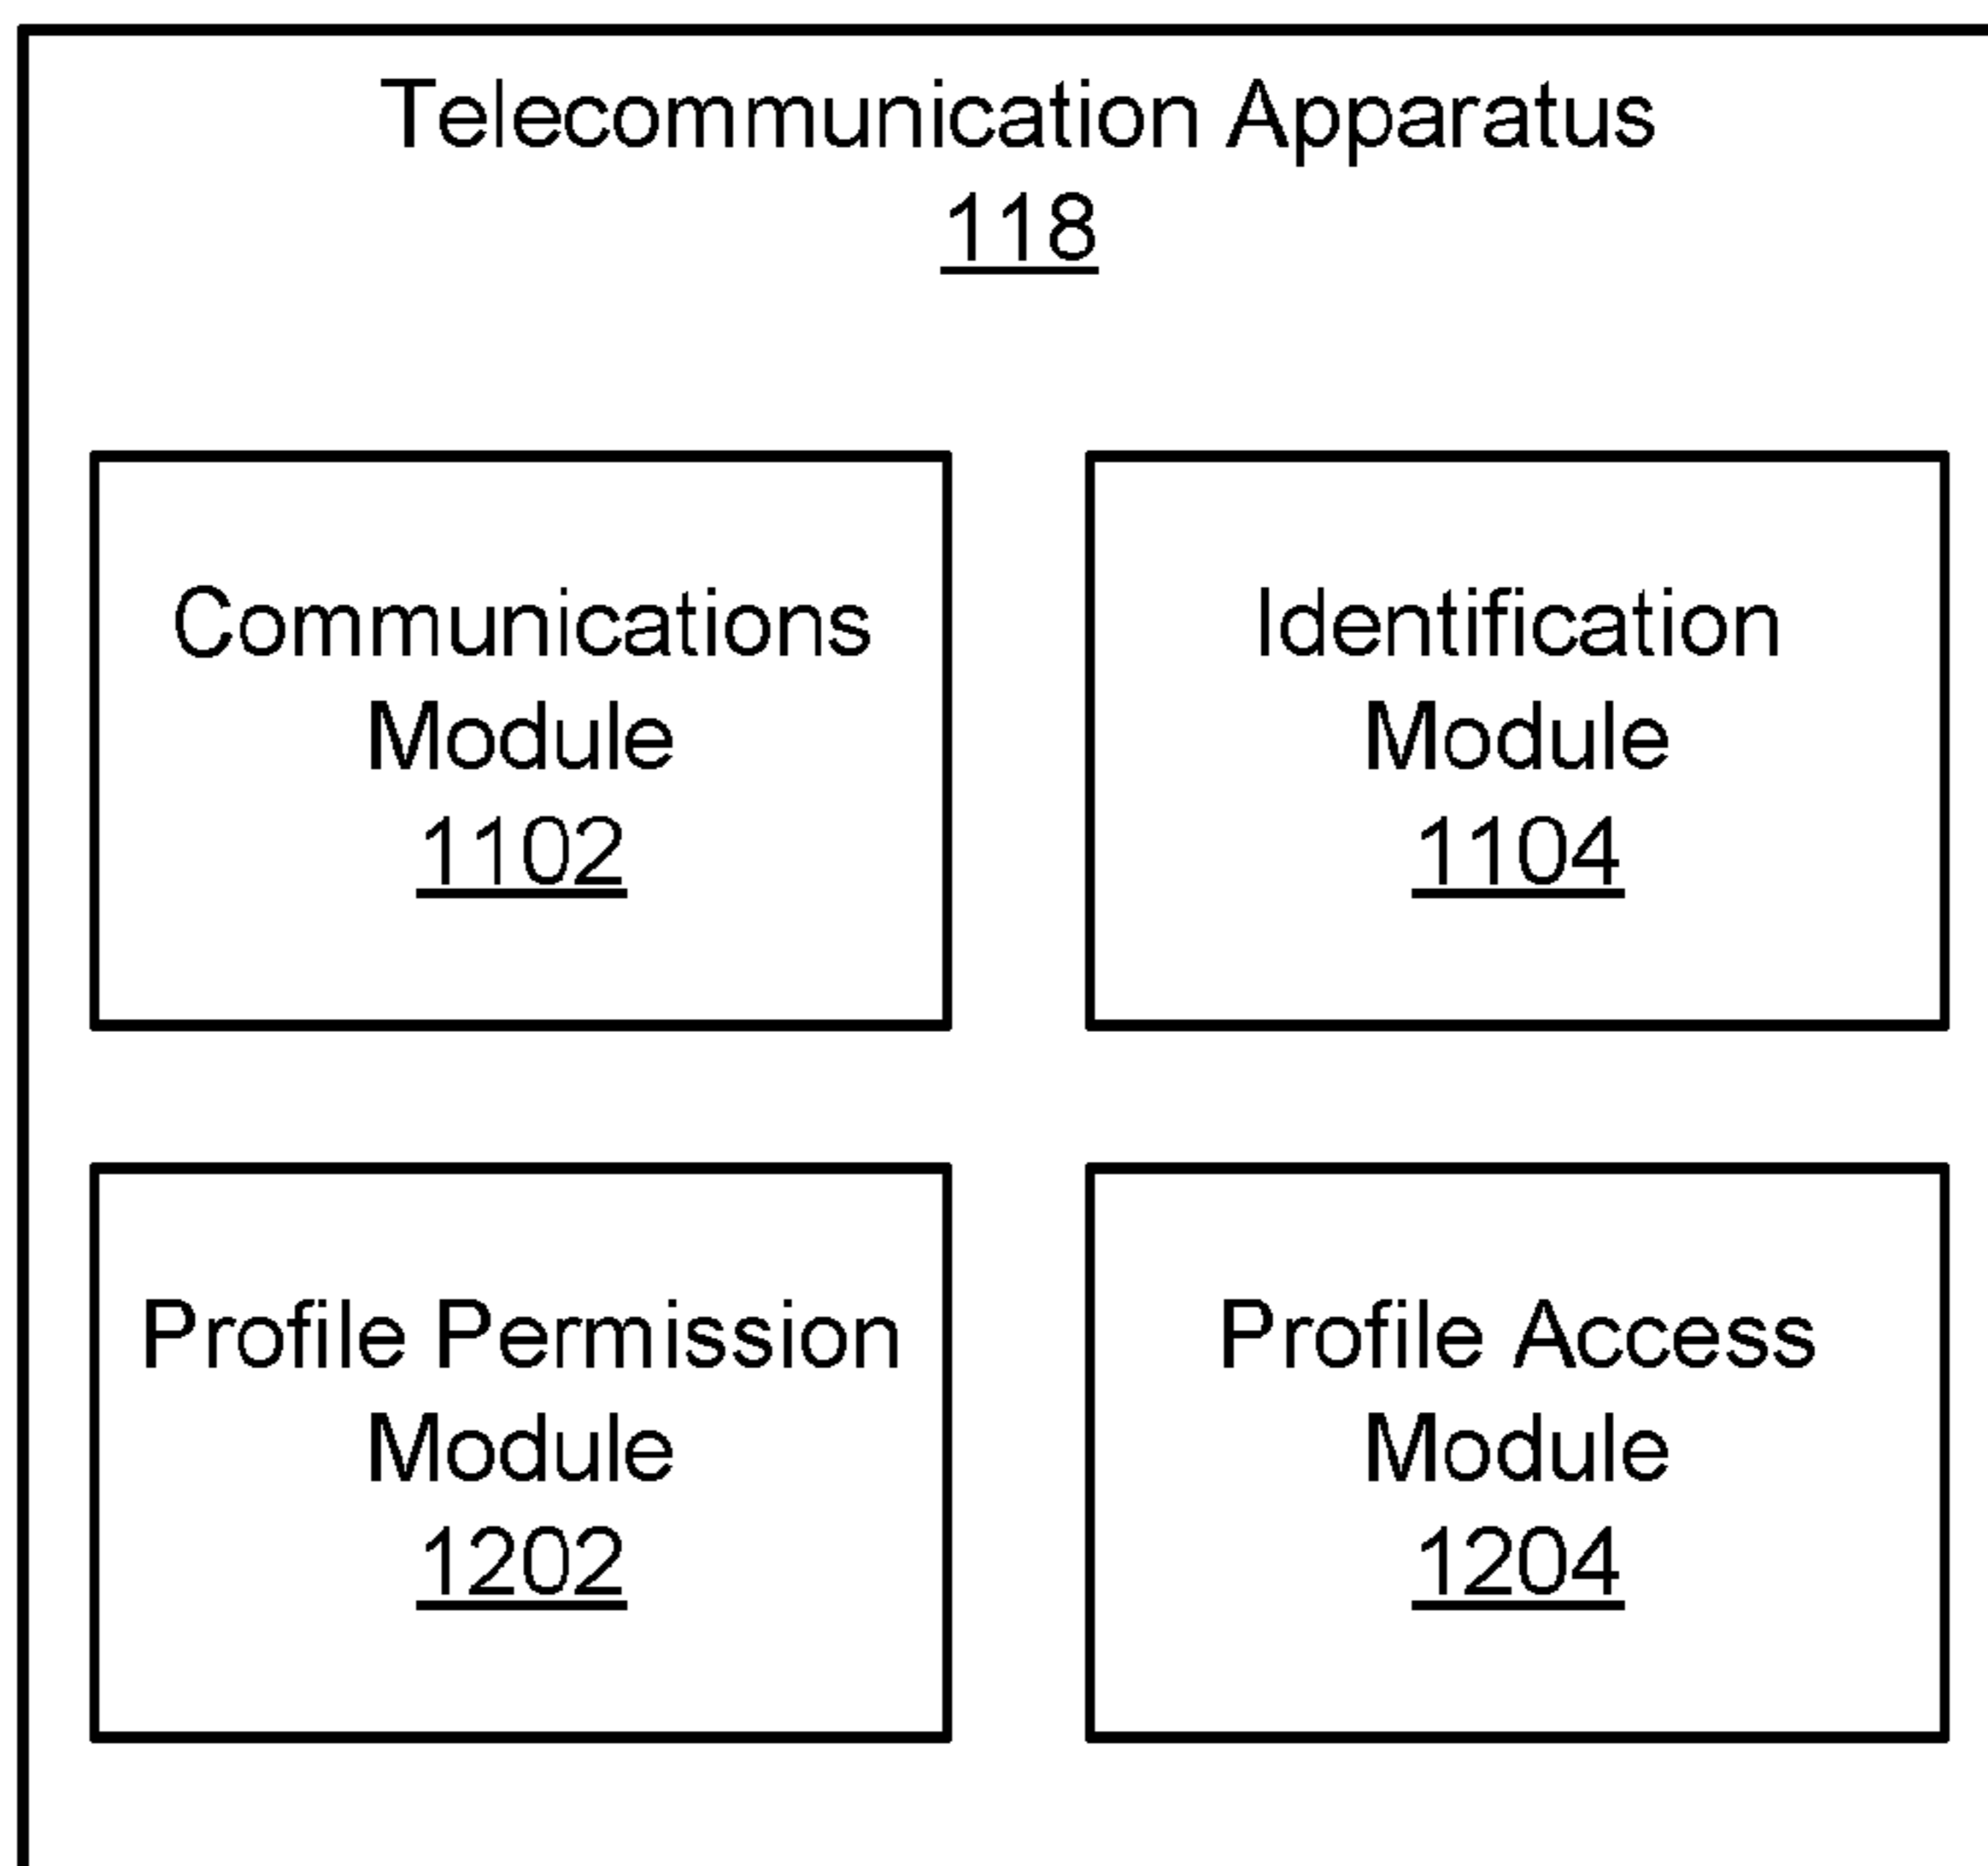 Telecommunication Apparatus
118
Communications
Module
1102
Identification
Module
1104
Profile Permission
Module
1202
Profile Access
Module
1204